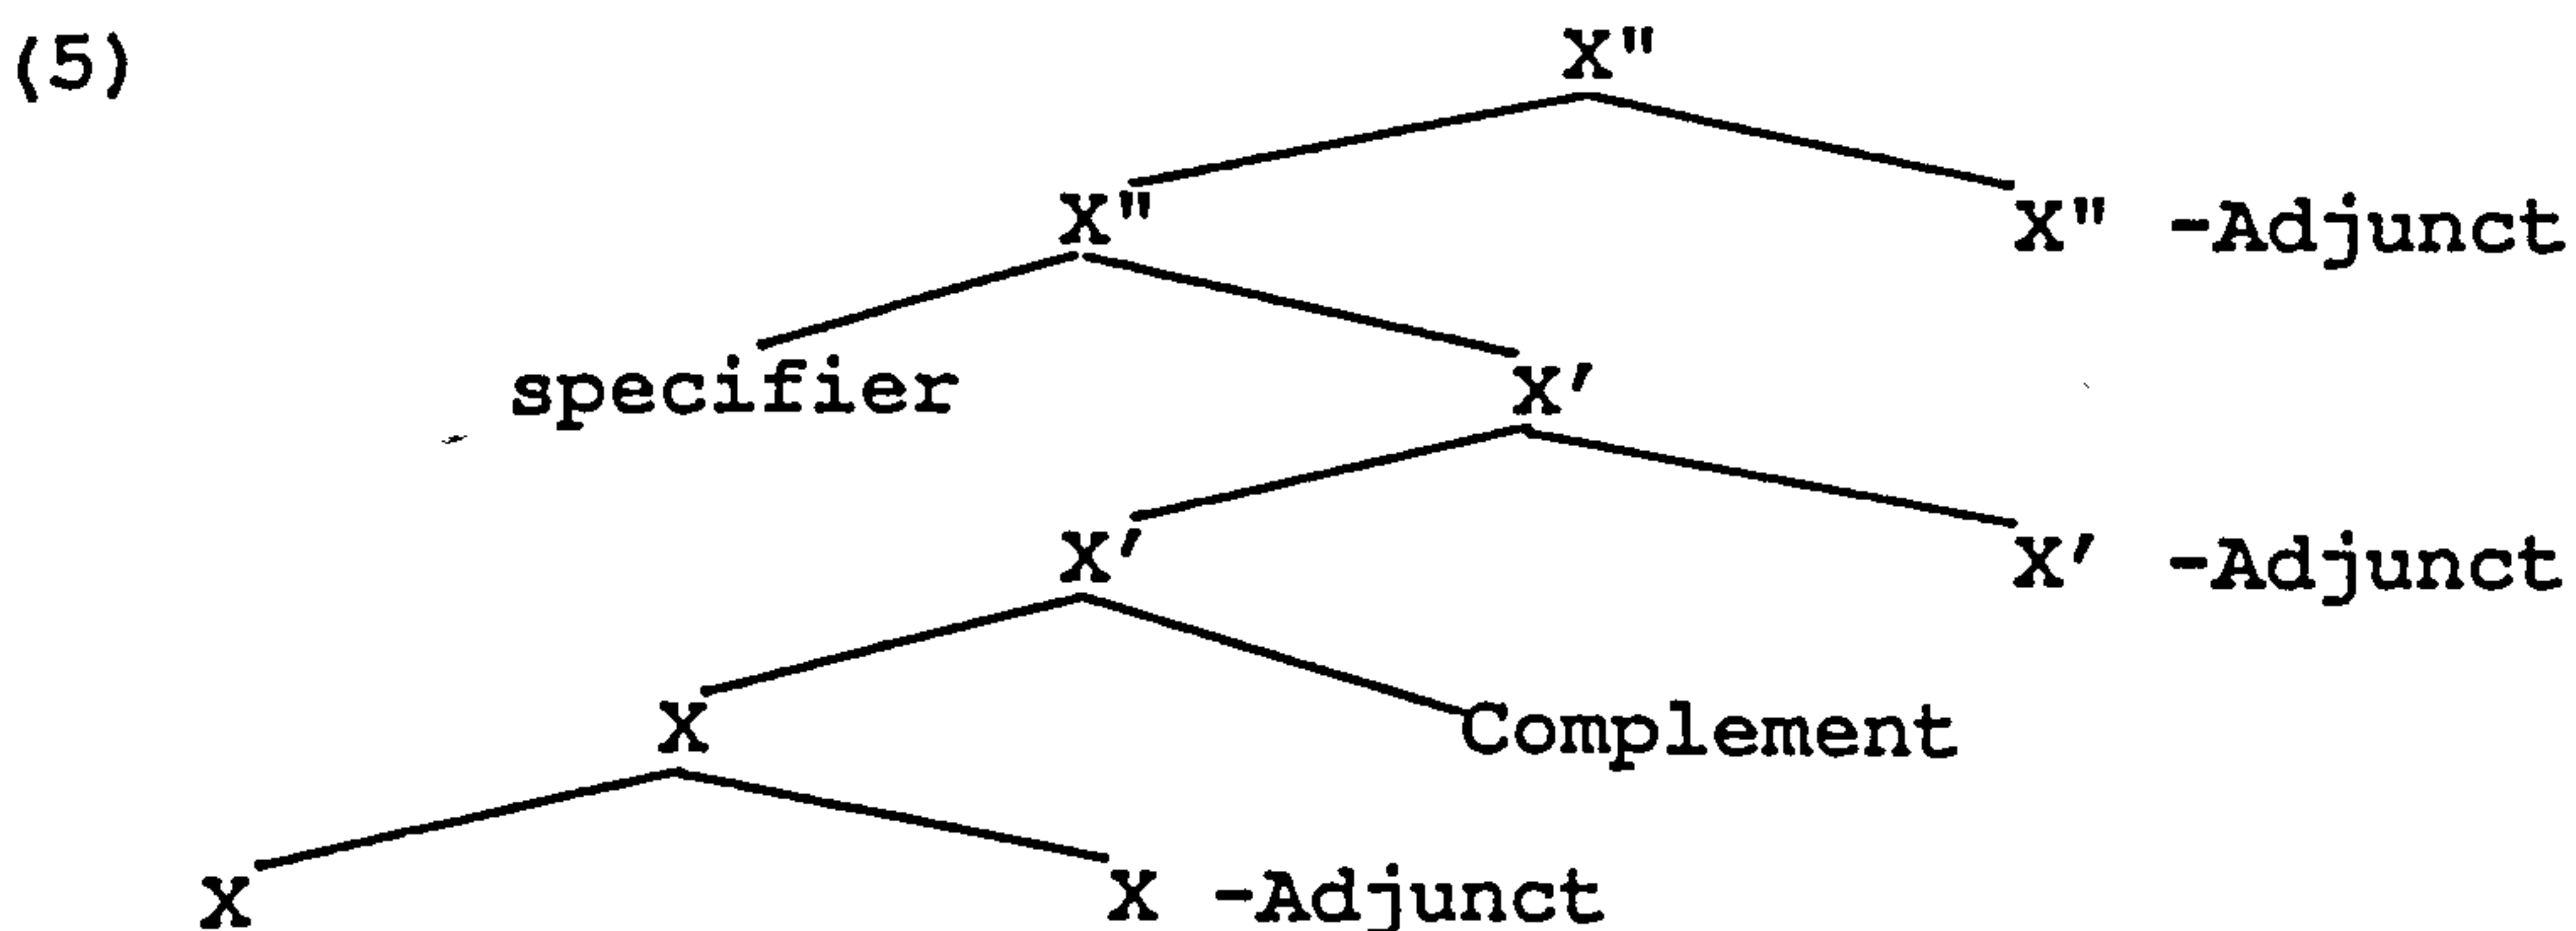 (5) X"
X" X" -Adjunct
specifier X'
X' X' -Adjunct
X Complement
X X -Adjunct